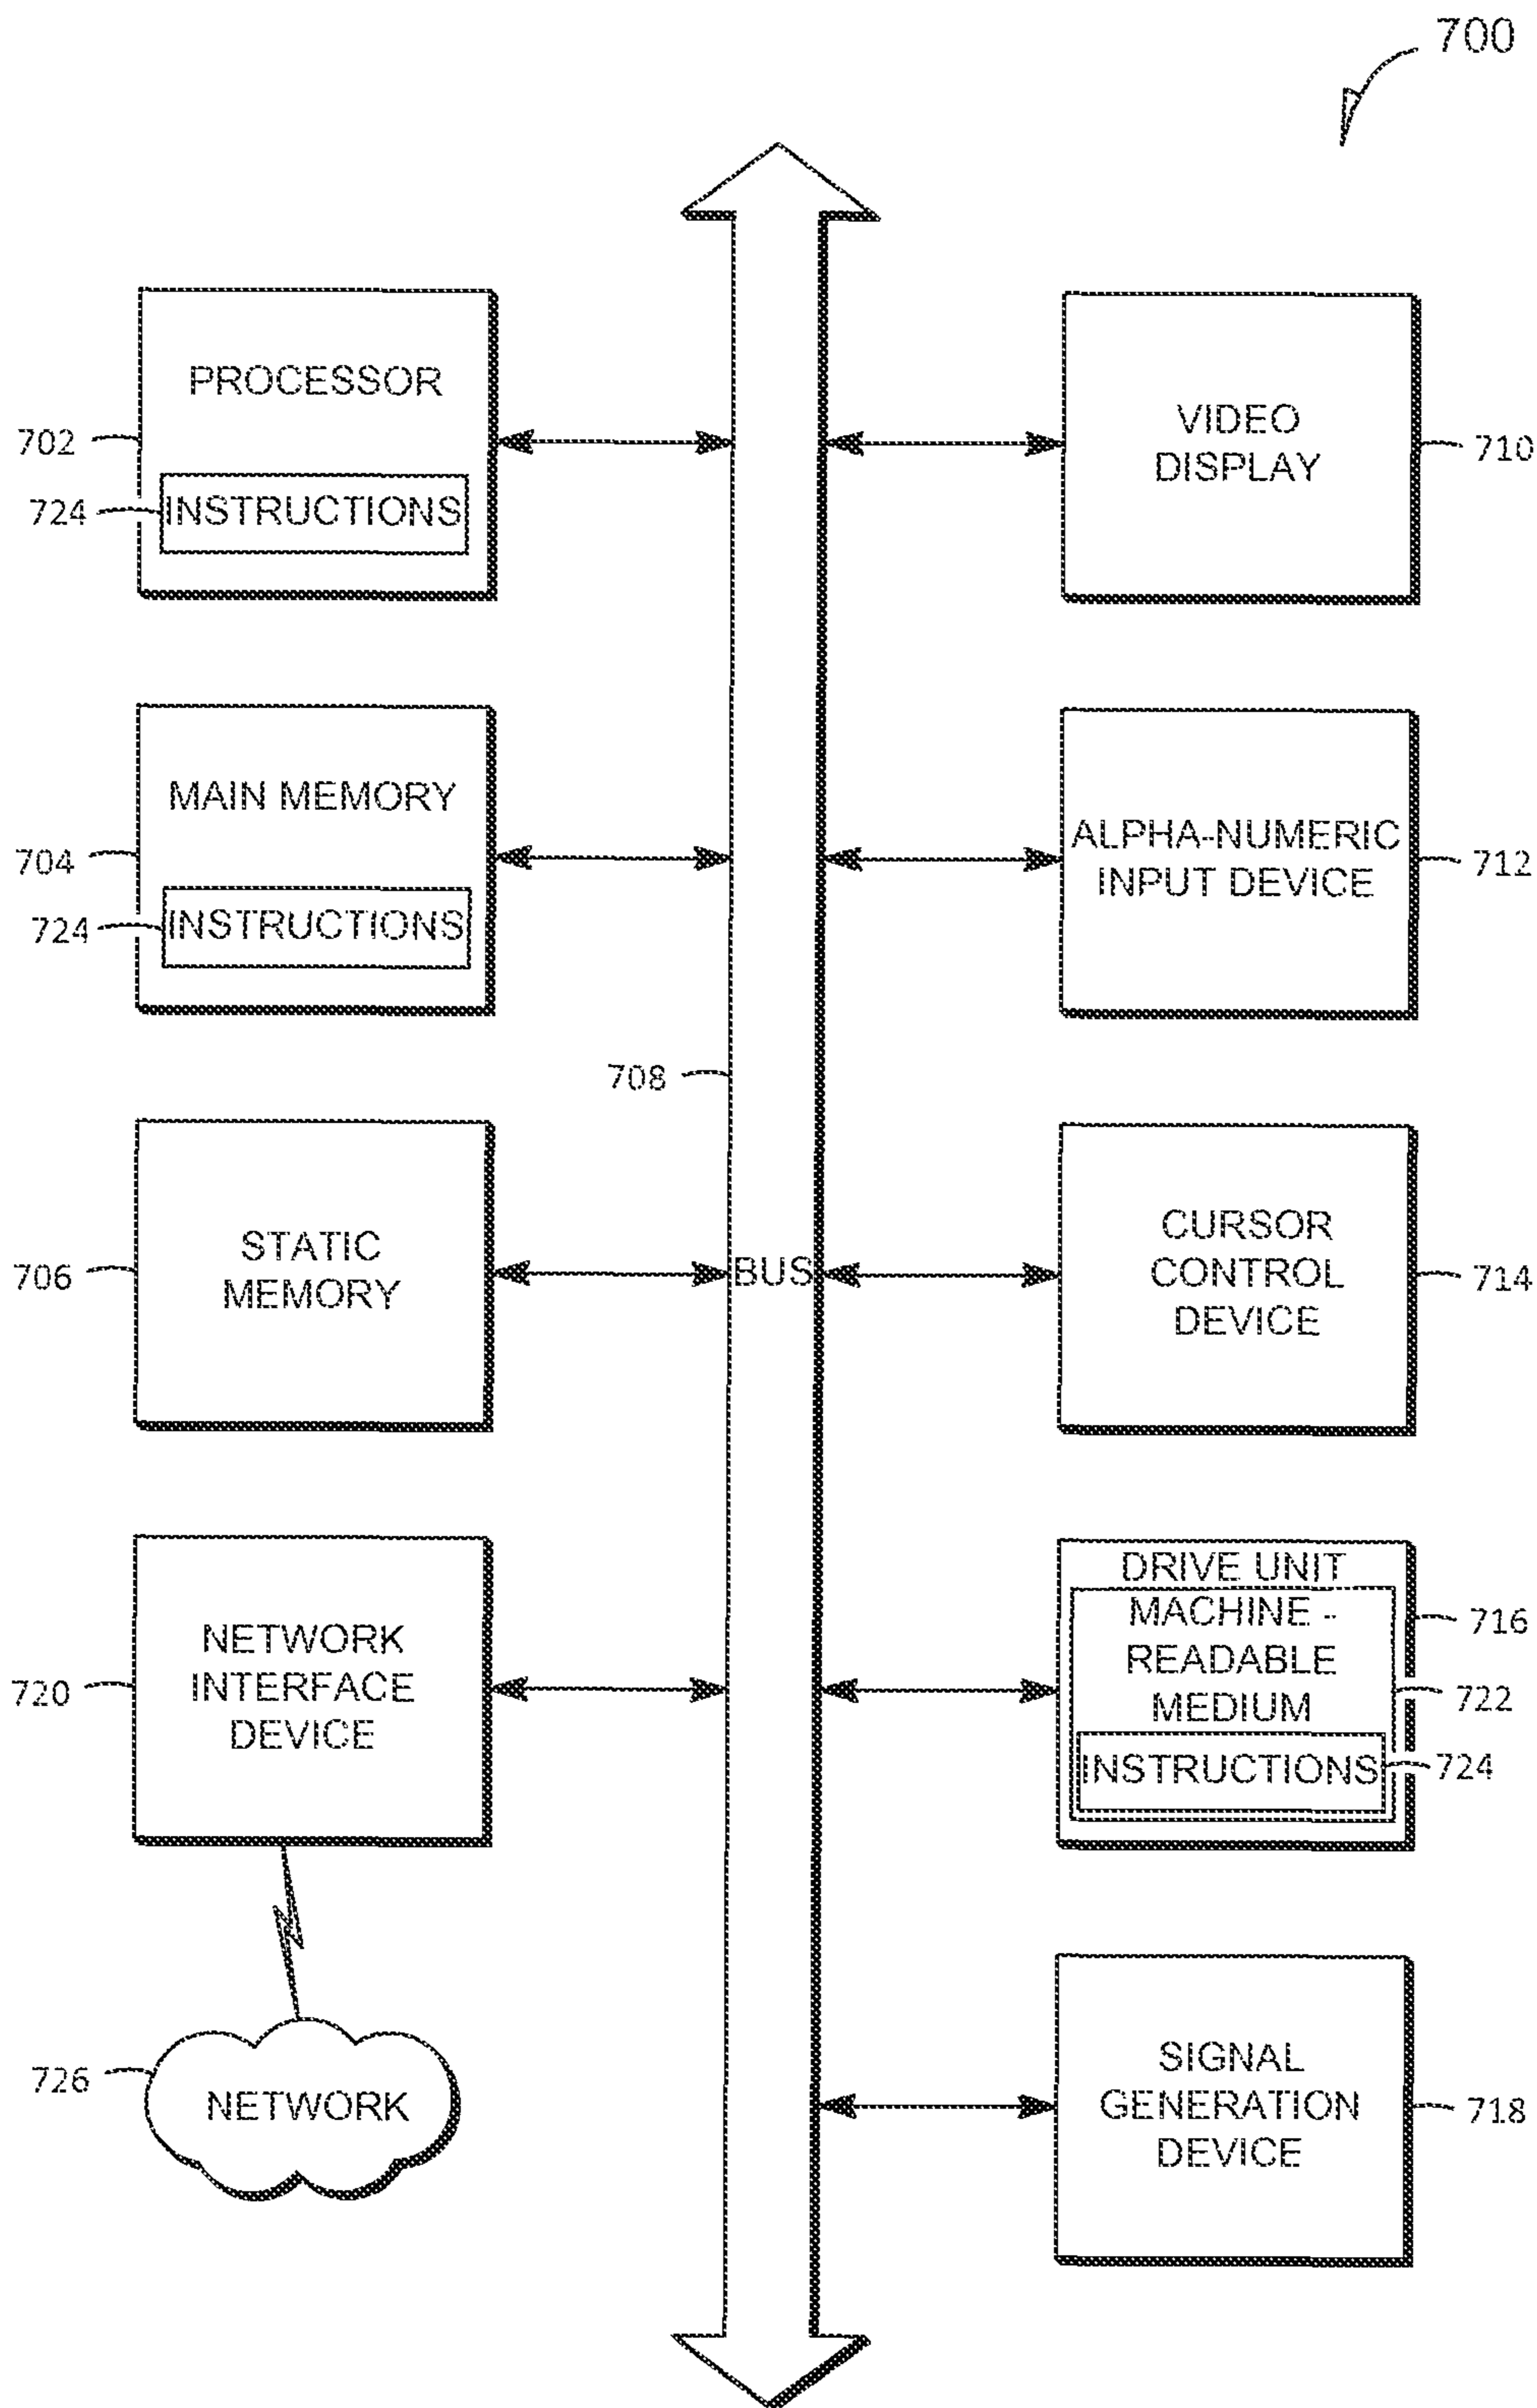 700
PROCESSOR
702
724
INSTRUCTIONS
VIDEO
DISPLAY
710
MAIN MEMORY
704
724
INSTRUCTIONS
ALPHA-NUMERIC
INPUT DEVICE
712
708
STATIC
MEMORY
706
BUS
CURSOR
CONTROL
DEVICE
714
NETWORK
INTERFACE
DEVICE
720
DRIVE UNIT
MACHINE -
READABLE
MEDIUM
716
722
INSTRUCTIONS
724
726
NETWORK
SIGNAL
GENERATION
DEVICE
718